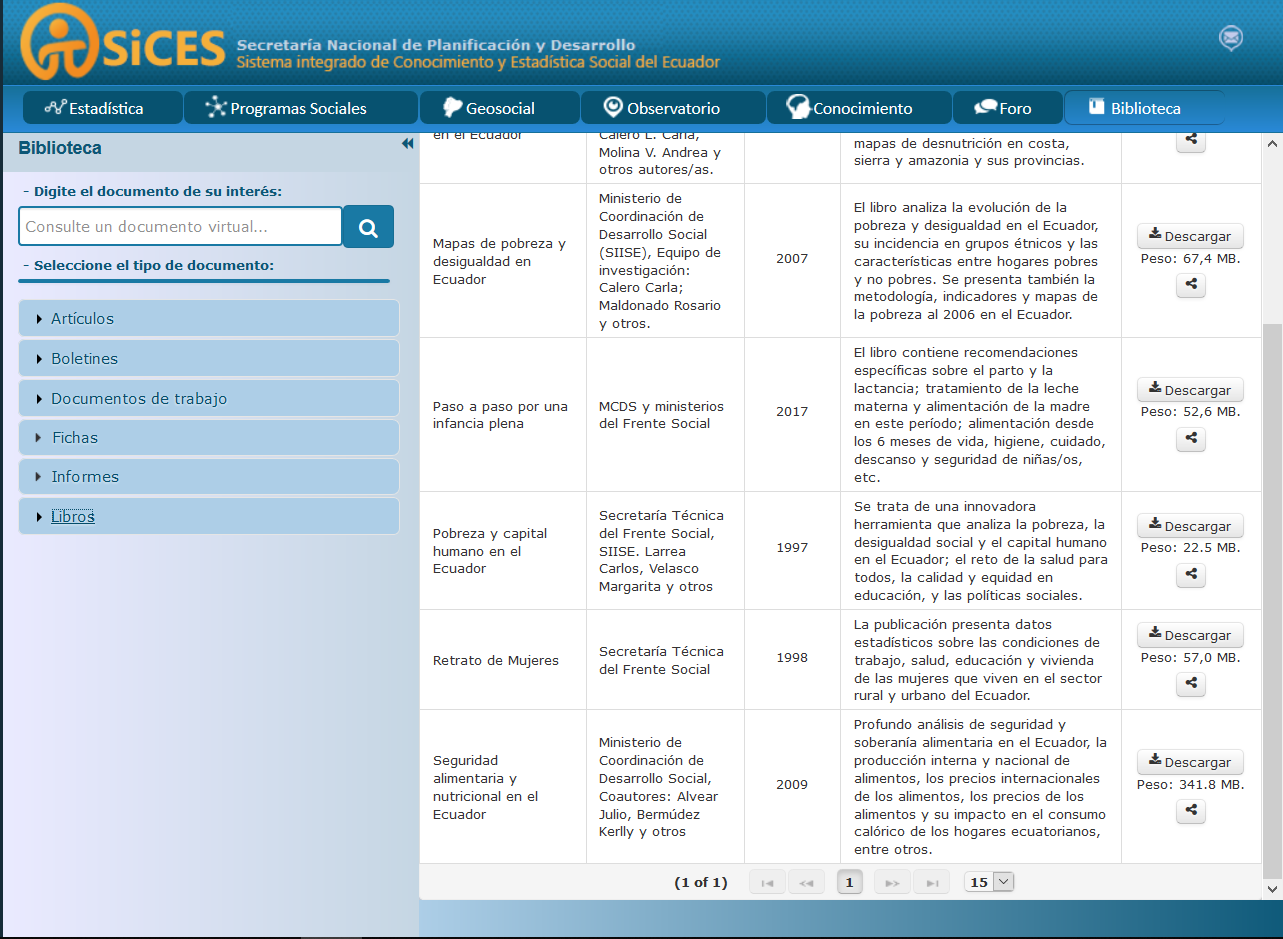 SiCES
Secretaría Nacional de Planificación y Desarrollo
Sistema integrado de Conocimiento y Estadística Social del Ecuador
Estadística
Programas Sociales
Geosocial
Observatorio
Conocimiento
Foro
Biblioteca
Biblioteca
- Digite el documento de su interés:
Consulte un documento virtual...
- Seleccione el tipo de documento:
Artículos
Boletines
Documentos de trabajo
Fichas
Informes
Libros
en el Ecuador
Calero L. Carla,
Molina V. Andrea y
otros autores/as.
mapas de desnutrición en costa,
sierra y amazonia y sus provincias.
Mapas de pobreza y
desigualdad en
Ecuador
Ministerio de
Coordinación de
Desarrollo Social
(SIISE), Equipo de
investigación:
Calero Carla;
Maldonado Rosario
y otros.
2007
El libro analiza la evolución de la
pobreza y desigualdad en el Ecuador,
su incidencia en grupos étnicos y las
características entre hogares pobres
y no pobres. Se presenta también la
metodología, indicadores y mapas de
la pobreza al 2006 en el Ecuador.
Descargar
Peso: 67,4 MB.
Paso a paso por una
infancia plena
MCDS y ministerios
del Frente Social
2017
El libro contiene recomendaciones
específicas sobre el parto y la
lactancia; tratamiento de la leche
materna y alimentación de la madre
en este período; alimentación desde
los 6 meses de vida, higiene, cuidado,
descanso y seguridad de niñas/os,
etc.
Descargar
Peso: 52,6 MB.
Pobreza y capital
humano en el
Ecuador
Secretaría Técnica
del Frente Social,
SIISE. Larrea
Carlos, Velasco
Margarita y otros
1997
Se trata de una innovadora
herramienta que analiza la pobreza, la
desigualdad social y el capital humano
en el Ecuador; el reto de la salud para
todos, la calidad y equidad en
educación, y las políticas sociales.
Descargar
Peso: 22.5 MB.
Retrato de Mujeres
Secretaría Técnica
del Frente Social
1998
La publicación presenta datos
estadísticos sobre las condiciones de
trabajo, salud, educación y vivienda
de las mujeres que viven en el sector
rural y urbano del Ecuador.
Descargar
Peso: 57,0 MB.
Seguridad
alimentaria y
nutricional en el
Ecuador
Ministerio de
Coordinación de
Desarrollo Social,
Coautores: Alvear
Julio, Bermúdez
Kerlly y otros
2009
Profundo análisis de seguridad y
soberanía alimentaria en el Ecuador, la
producción interna y nacional de
alimentos, los precios internacionales
de los alimentos, los precios de los
alimentos y su impacto en el consumo
calórico de los hogares ecuatorianos,
entre otros.
Descargar
Peso: 341.8 MB.
(1 of 1)
1
15